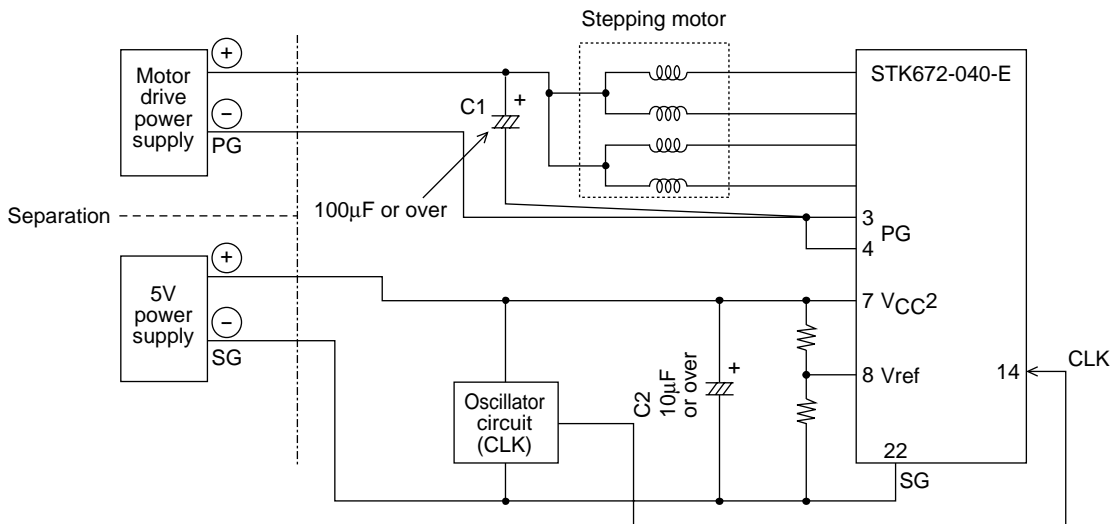 Stepping motor
+
Motor
drive
power
supply
−
PG
C1
+
100μF or over
STK672-040-E
Separation
3
PG
4
+
5V
power
supply
−
SG
7 VCC2
8 Vref
14
CLK
Oscillator
circuit
(CLK)
C2
10μF
or over
+
22
SG